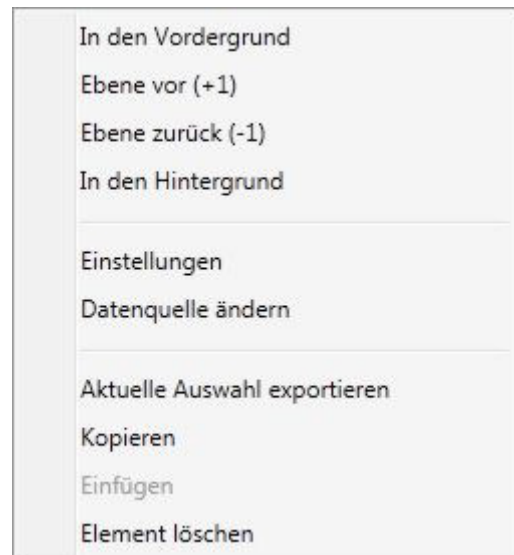 In den Vordergrund
Ebene vor (+1)
Ebene zurück (-1)
In den Hintergrund
Einstellungen
Datenquelle ändern
Aktuelle Auswahl exportieren
Kopieren
Einfügen
Element löschen